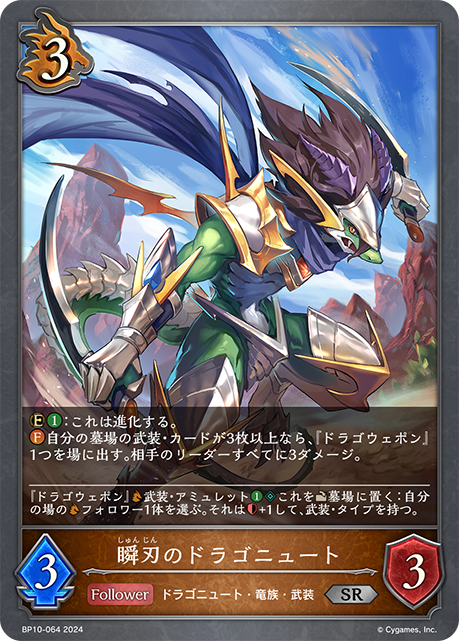 3
E 1:これは進化する。
F 自分の墓場の武装・カードが3枚以上なら、『ドラゴウェポン』
1つを場に出す。相手のリーダーすべてに3ダメージ。
『ドラゴウェポン』武装・アミュレット 1 これを墓場に置く:自分
の場のフォロワー1体を選ぶ。それは+1して、武装・タイプを持つ。
しゅんじん
瞬刃のドラゴニュート
3
Follower ドラゴニュート・竜族・武装 SR
3
BP10-064 2024 © Cygames, Inc.